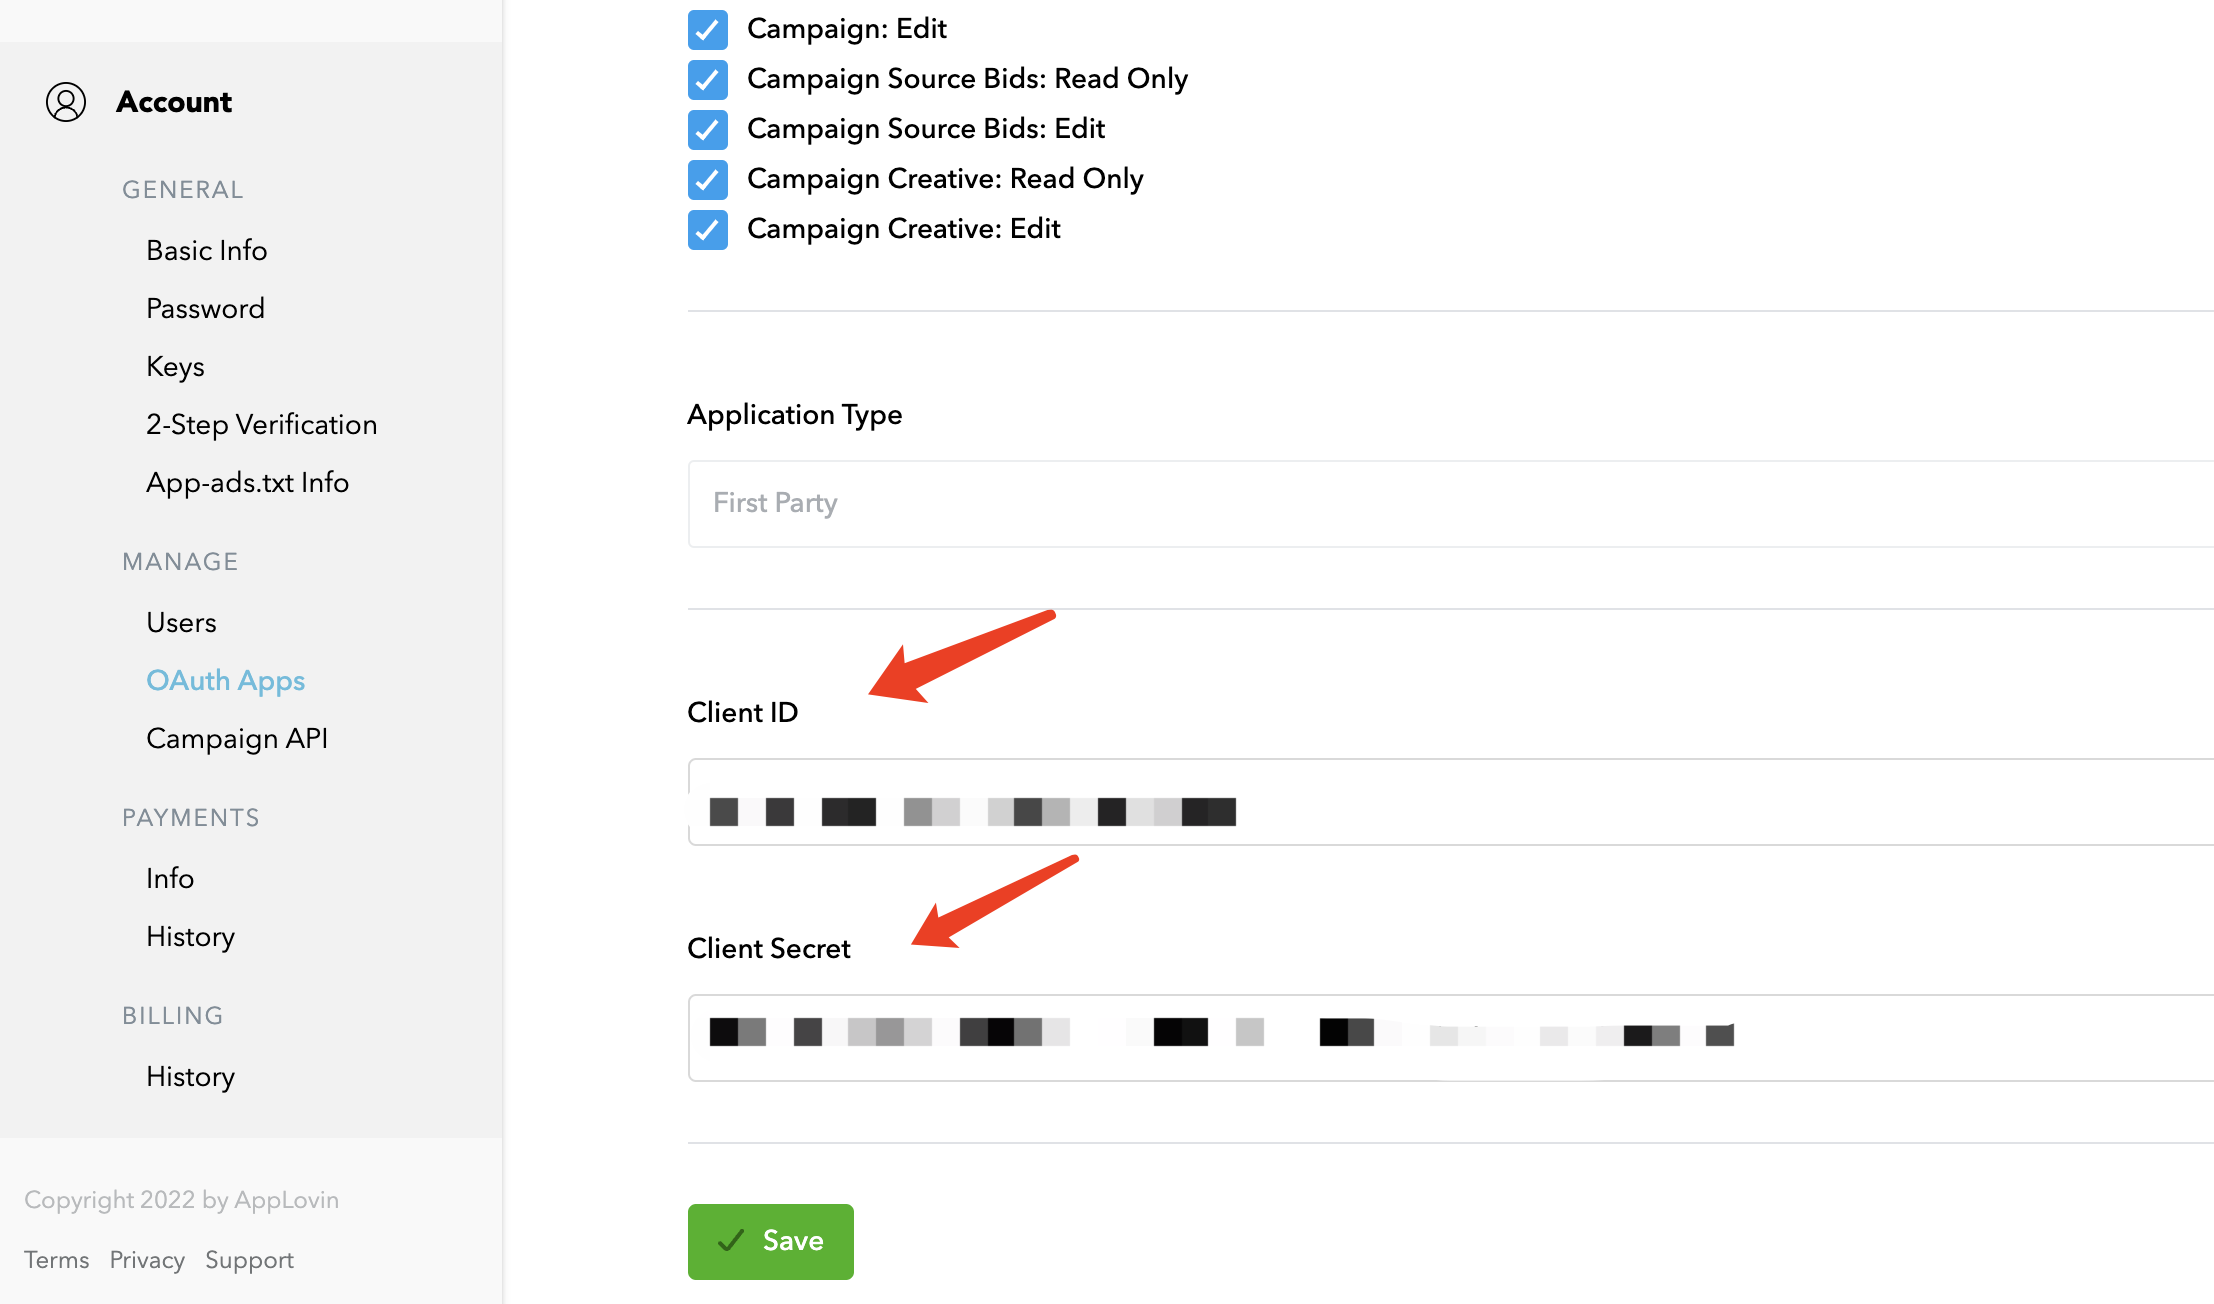 Account
GENERAL
Basic Info
Password
Keys
2-Step Verification
App-ads.txt Info
MANAGE
Users
OAuth Apps
Campaign API
PAYMENTS
Info
History
BILLING
History
Copyright 2022 by AppLovin
Terms Privacy Support
Campaign: Edit
Campaign Source Bids: Read Only
Campaign Source Bids: Edit
Campaign Creative: Read Only
Campaign Creative: Edit
Application Type
First Party
Client ID
Client Secret
Save